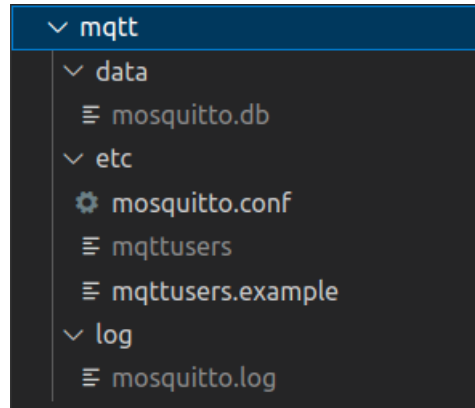 mqtt
data
mosquitto.db
etc
mosquitto.conf
mqttusers
mqttusers.example
log
mosquitto.log